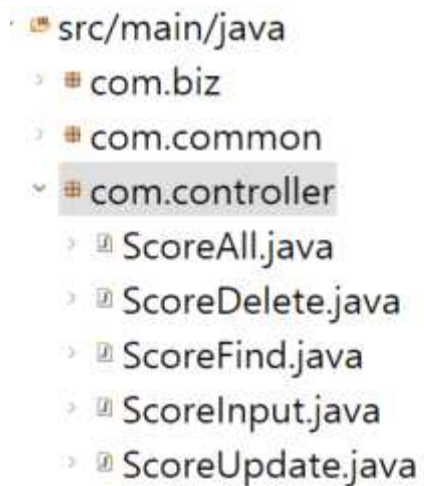 src/main/java
com.biz
com.common
com.controller
ScoreAll.java
ScoreDelete.java
ScoreFind.java
ScoreInput.java
ScoreUpdate.java